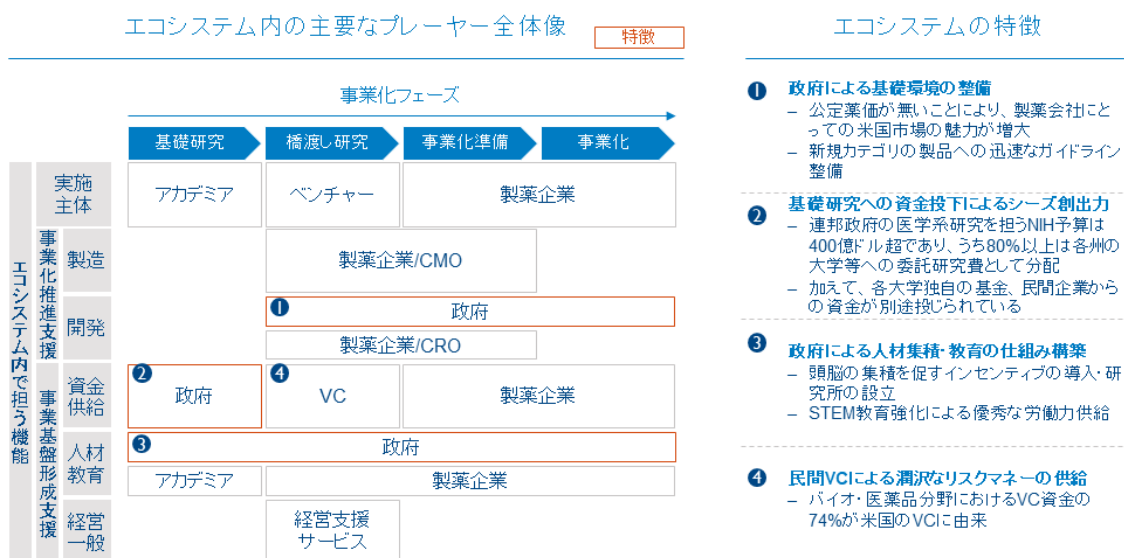 エコシステム内の主要なプレーヤー全体像
特徴
事業化フェーズ
基礎研究
橋渡し研究
事業化準備
事業化
エコシステム内で担う機能
実施
主体
アカデミア
ベンチャー
製薬企業
事業化推進支援
製造
製薬企業/CMO
開発
❶
政府
製薬企業/CRO
事業基盤形成支援
資金
供給
❷
政府
❹
VC
製薬企業
人材
教育
❸
政府
アカデミア
製薬企業
経営
一般
経営支援
サービス
エコシステムの特徴
❶ 政府による基礎環境の整備
– 公定薬価が無いことにより、製薬会社にと
っての米国市場の魅力が増大
– 新規カテゴリの製品への迅速なガイドライン
整備
❷ 基礎研究への資金投下によるシーズ創出力
– 連邦政府の医学系研究を担うNIH予算は
400億ドル超であり、うち80%以上は各州の
大学等への委託研究費として分配
– 加えて、各大学独自の基金、民間企業から
の資金が別途投じられている
❸ 政府による人材集積・教育の仕組み構築
– 頭脳の集積を促すインセンティブの導入・研
究所の設立
– STEM教育強化による優秀な労働力供給
❹ 民間VCによる潤沢なリスクマネーの供給
– バイオ・医薬品分野におけるVC資金の
74%が米国のVCに由来